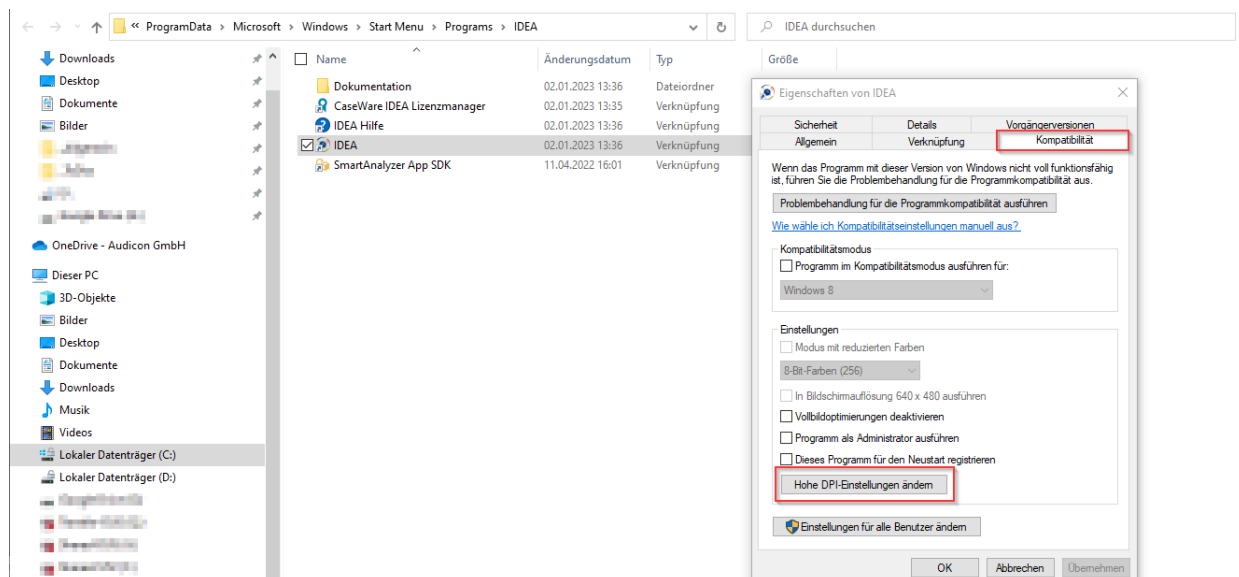 « ProgramData > Microsoft > Windows > Start Menu > Programs > IDEA
IDEA durchsuchen
Downloads
Desktop
Dokumente
Bilder
OneDrive - Audicon GmbH
Dieser PC
3D-Objekte
Bilder
Desktop
Dokumente
Downloads
Musik
Videos
Lokaler Datenträger (C:)
Lokaler Datenträger (D:)
Name Änderungsdatum Typ Größe
Dokumentation 02.01.2023 13:36 Dateiordner
CaseWare IDEA Lizenzmanager 02.01.2023 13:35 Verknüpfung
IDEA Hilfe 02.01.2023 13:36 Verknüpfung
IDEA 02.01.2023 13:36 Verknüpfung
SmartAnalyzer App SDK 11.04.2022 16:01 Verknüpfung
Eigenschaften von IDEA
Sicherheit Details Vorgängerversionen
Allgemein Verknüpfung Kompatibilität
Wenn das Programm mit dieser Version von Windows nicht voll funktionsfähig
ist, führen Sie die Problembehandlung für die Programmkompatibilität aus.
Problembehandlung für die Programmkompatibilität ausführen
Wie wähle ich Kompatibilitätseinstellungen manuell aus?
Kompatibilitätsmodus
Programm im Kompatibilitätsmodus ausführen für:
Windows 8
Einstellungen
Modus mit reduzierten Farben
8-Bit-Farben (256)
In Bildschirmauflösung 640 x 480 ausführen
Vollbildoptimierungen deaktivieren
Programm als Administrator ausführen
Dieses Programm für den Neustart registrieren
Hohe DPI-Einstellungen ändern
Einstellungen für alle Benutzer ändern
OK Abbrechen Übernehmen